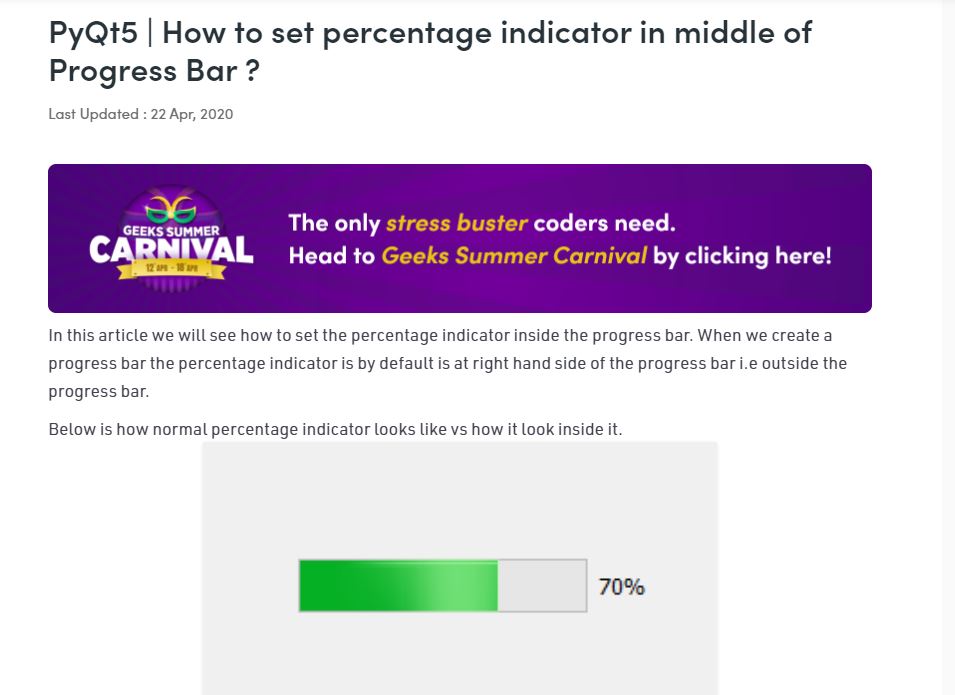 PyQt5 | How to set percentage indicator in middle of
Progress Bar ?
Last Updated : 22 Apr, 2020
GEEKS SUMMER
CARNIVAL
12 APR - 18 APR
The only stress buster coders need.
Head to Geeks Summer Carnival by clicking here!
In this article we will see how to set the percentage indicator inside the progress bar. When we create a
progress bar the percentage indicator is by default is at right hand side of the progress bar i.e outside the
progress bar.
Below is how normal percentage indicator looks like vs how it look inside it.
70%